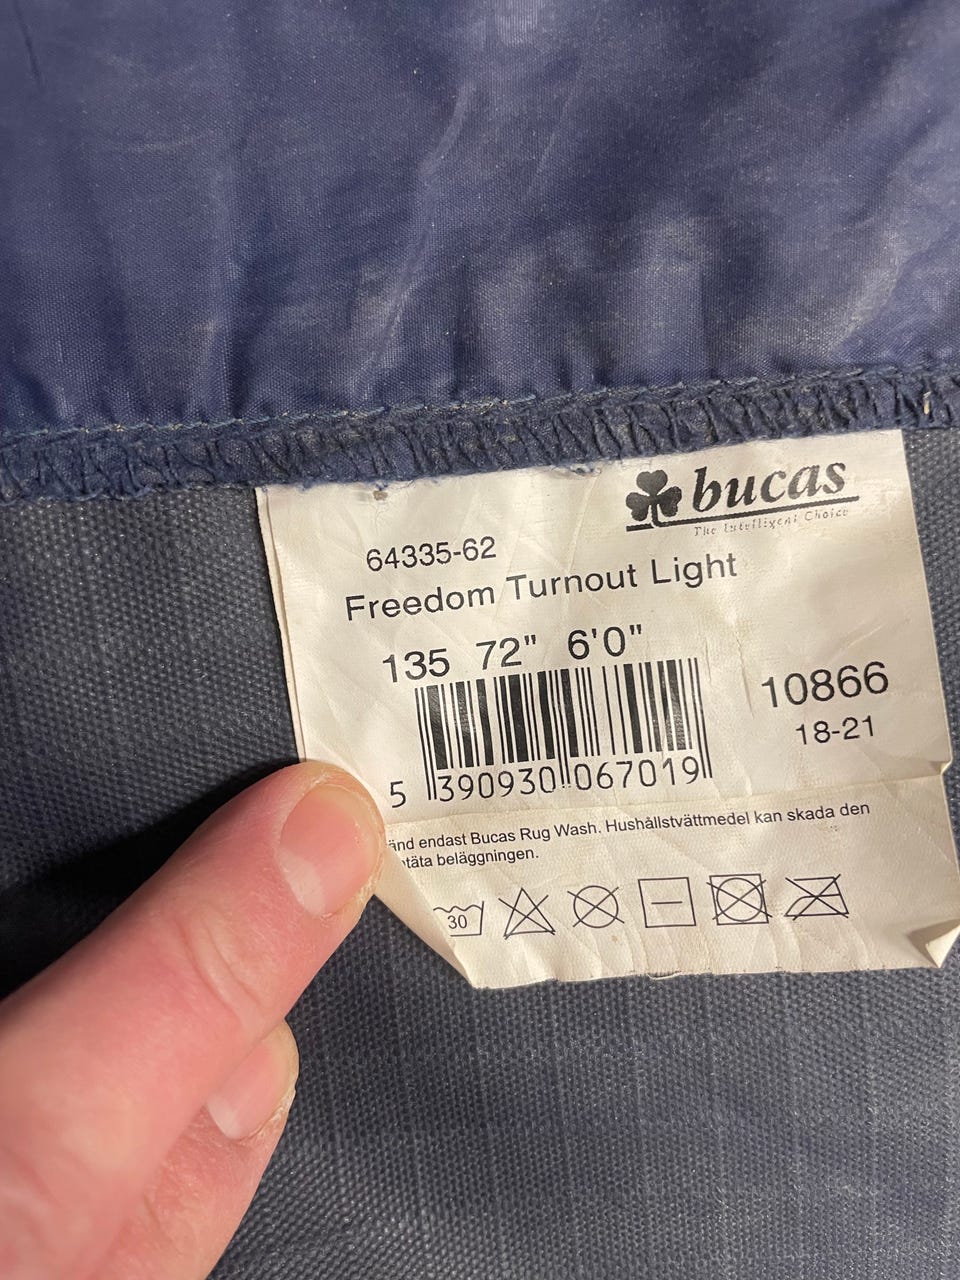 bucas
The Intelligent Choice
64335-62
Freedom Turnout Light
135 72" 6'0"
10866
18-21
5 390930 067019
änd endast Bucas Rug Wash. Hushållstvättmedel kan skada den
ntäta beläggningen.
30